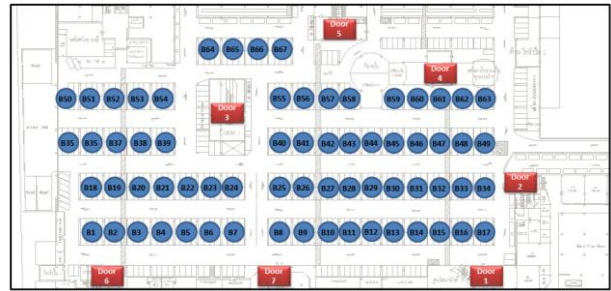 Door
5
B64 B65 B66 B67
Door
4
B50 B51 B52 B53 B54
B55 B56 B57 B58
B59 B60 B61 B62 B63
Door
3
B35 B35 B37 B38 B39
B40 B41 B42 B43 B44 B45 B46 B47 B48 B49
Door
2
B18 B19 B20 B21 B22 B23 B24
B25 B26 B27 B28 B29 B30 B31 B32 B33 B34
B1 B2 B3 B4 B5 B6 B7
B8 B9 B10 B11 B12 B13 B14 B15 B16 B17
Door
6
Door
7
Door
1